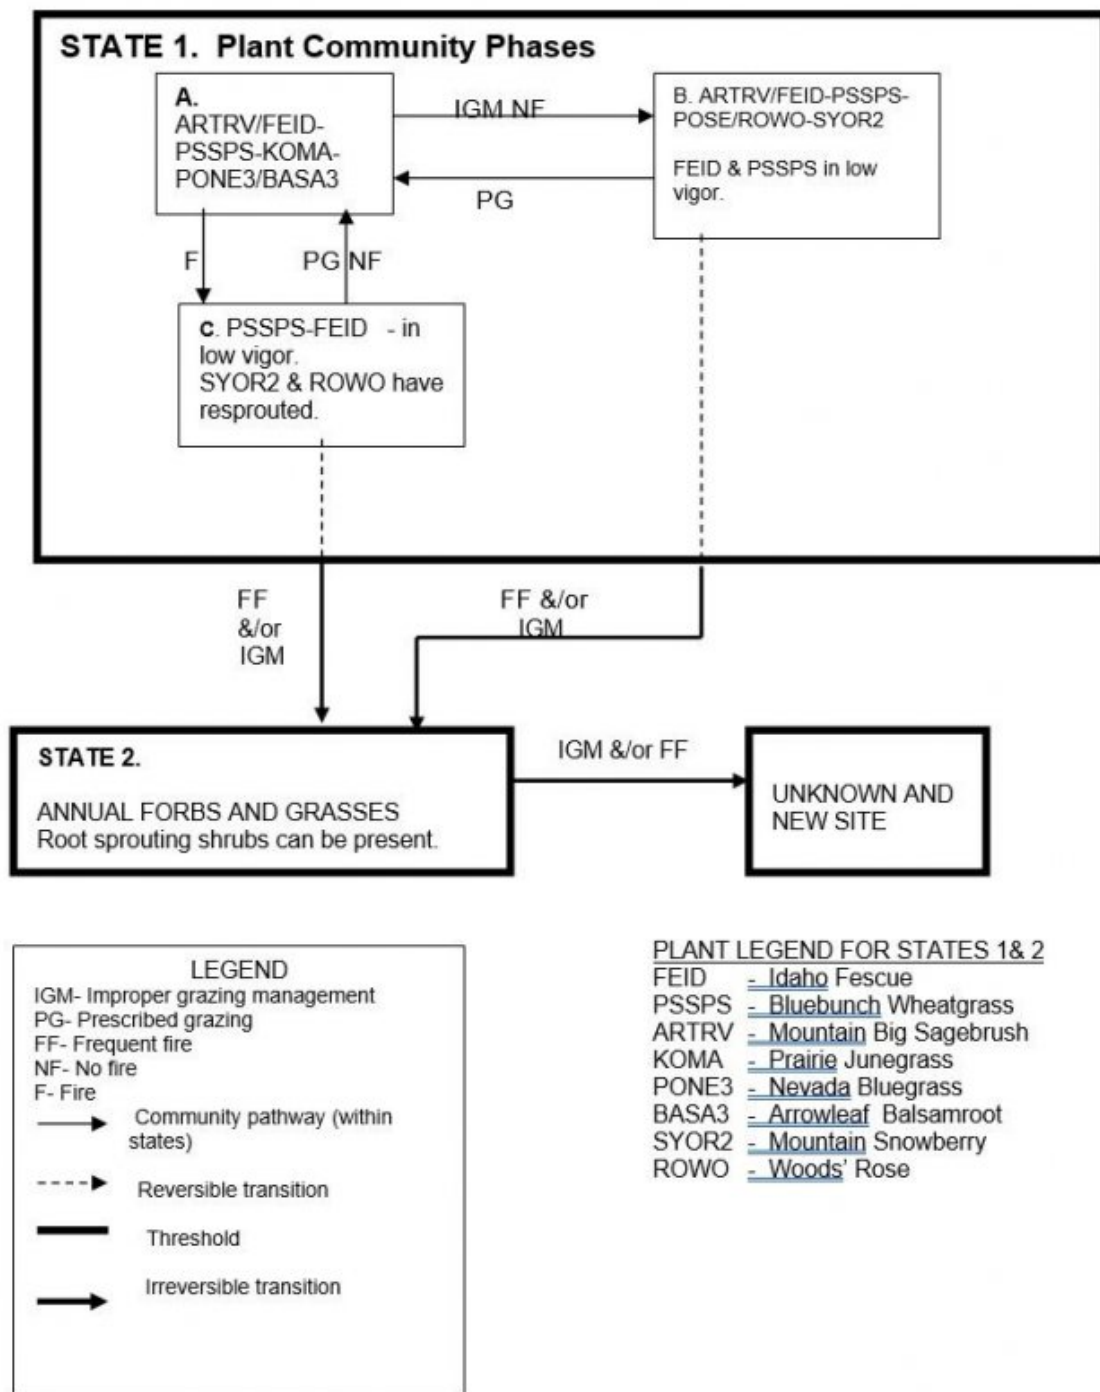 STATE 1. Plant Community Phases
A.
ARTRV/FEID-
PSSPS-KOMA-
PONE3/BASA3
IGM NF
B. ARTRV/FEID-PSSPS-
POSE/ROWO-SYOR2
FEID & PSSPS in low
vigor.
PG
F
PG NF
C. PSSPS-FEID - in
low vigor.
SYOR2 & ROWO have
resprouted.
FF
&/or
IGM
FF &/or
IGM
STATE 2.
ANNUAL FORBS AND GRASSES
Root sprouting shrubs can be present.
IGM &/or FF
UNKNOWN AND
NEW SITE
LEGEND
IGM- Improper grazing management
PG- Prescribed grazing
FF- Frequent fire
NF- No fire
F- Fire
Community pathway (within
states)
Reversible transition
Threshold
Irreversible transition
PLANT LEGEND FOR STATES 1& 2
FEID - Idaho Fescue
PSSPS - Bluebunch Wheatgrass
ARTRV - Mountain Big Sagebrush
KOMA - Prairie Junegrass
PONE3 - Nevada Bluegrass
BASA3 - Arrowleaf Balsamroot
SYOR2 - Mountain Snowberry
ROWO - Woods' Rose